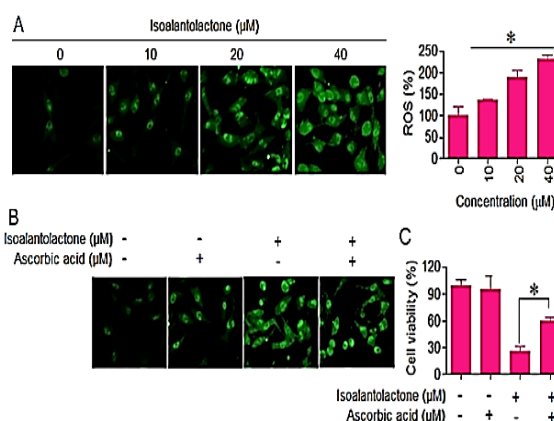 A
Isoalantolactone (µM)
0 10 20 40
ROS (%)
250
200
150
100
50
0
0 10 20 40
Concentration (µM)
B
Isoalantolactone (µM) - - + +
Ascorbic acid (µM) - + - +
C
Cell viability (%)
120
90
60
30
0
*
*
Isoalantolactone (µM) - - + +
Ascorbic acid (µM) - + - +